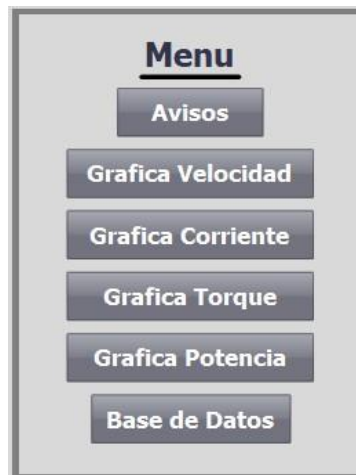 Menu
Avisos
Grafica Velocidad
Grafica Corriente
Grafica Torque
Grafica Potencia
Base de Datos